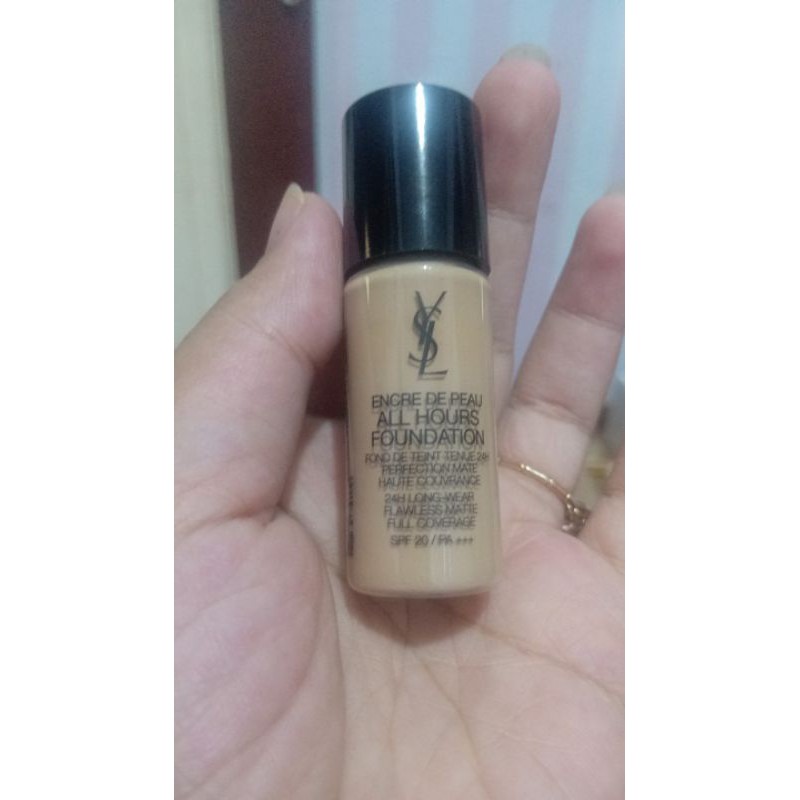 YSL
ENCRE DE PEAU
ALL HOURS
FOUNDATION
FOND DE TEINT TENUE 24H
PERFECTION MATE
HAUTE COUVRANCE
24H LONG-WEAR
FLAWLESS MATTE
FULL COVERAGE
SPF 20 / PA +++